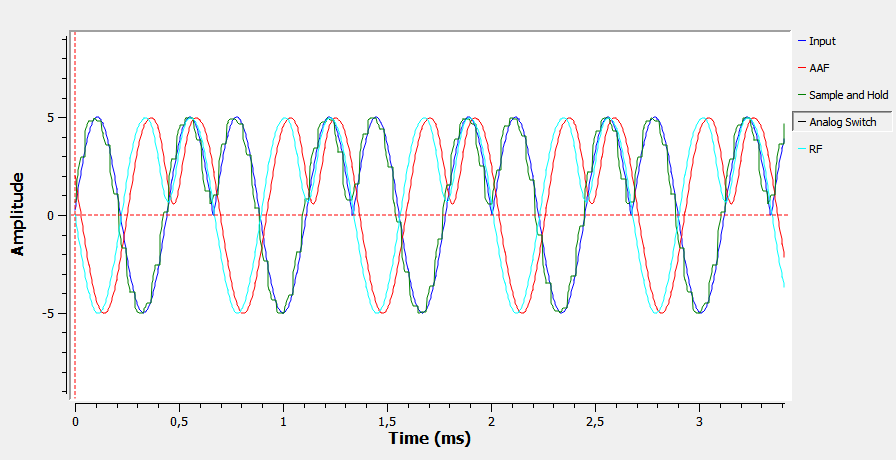 Amplitude
5
0
-5
0
0,5
1
1,5
2
2,5
3
Time (ms)
Input
AAF
Sample and Hold
Analog Switch
RF